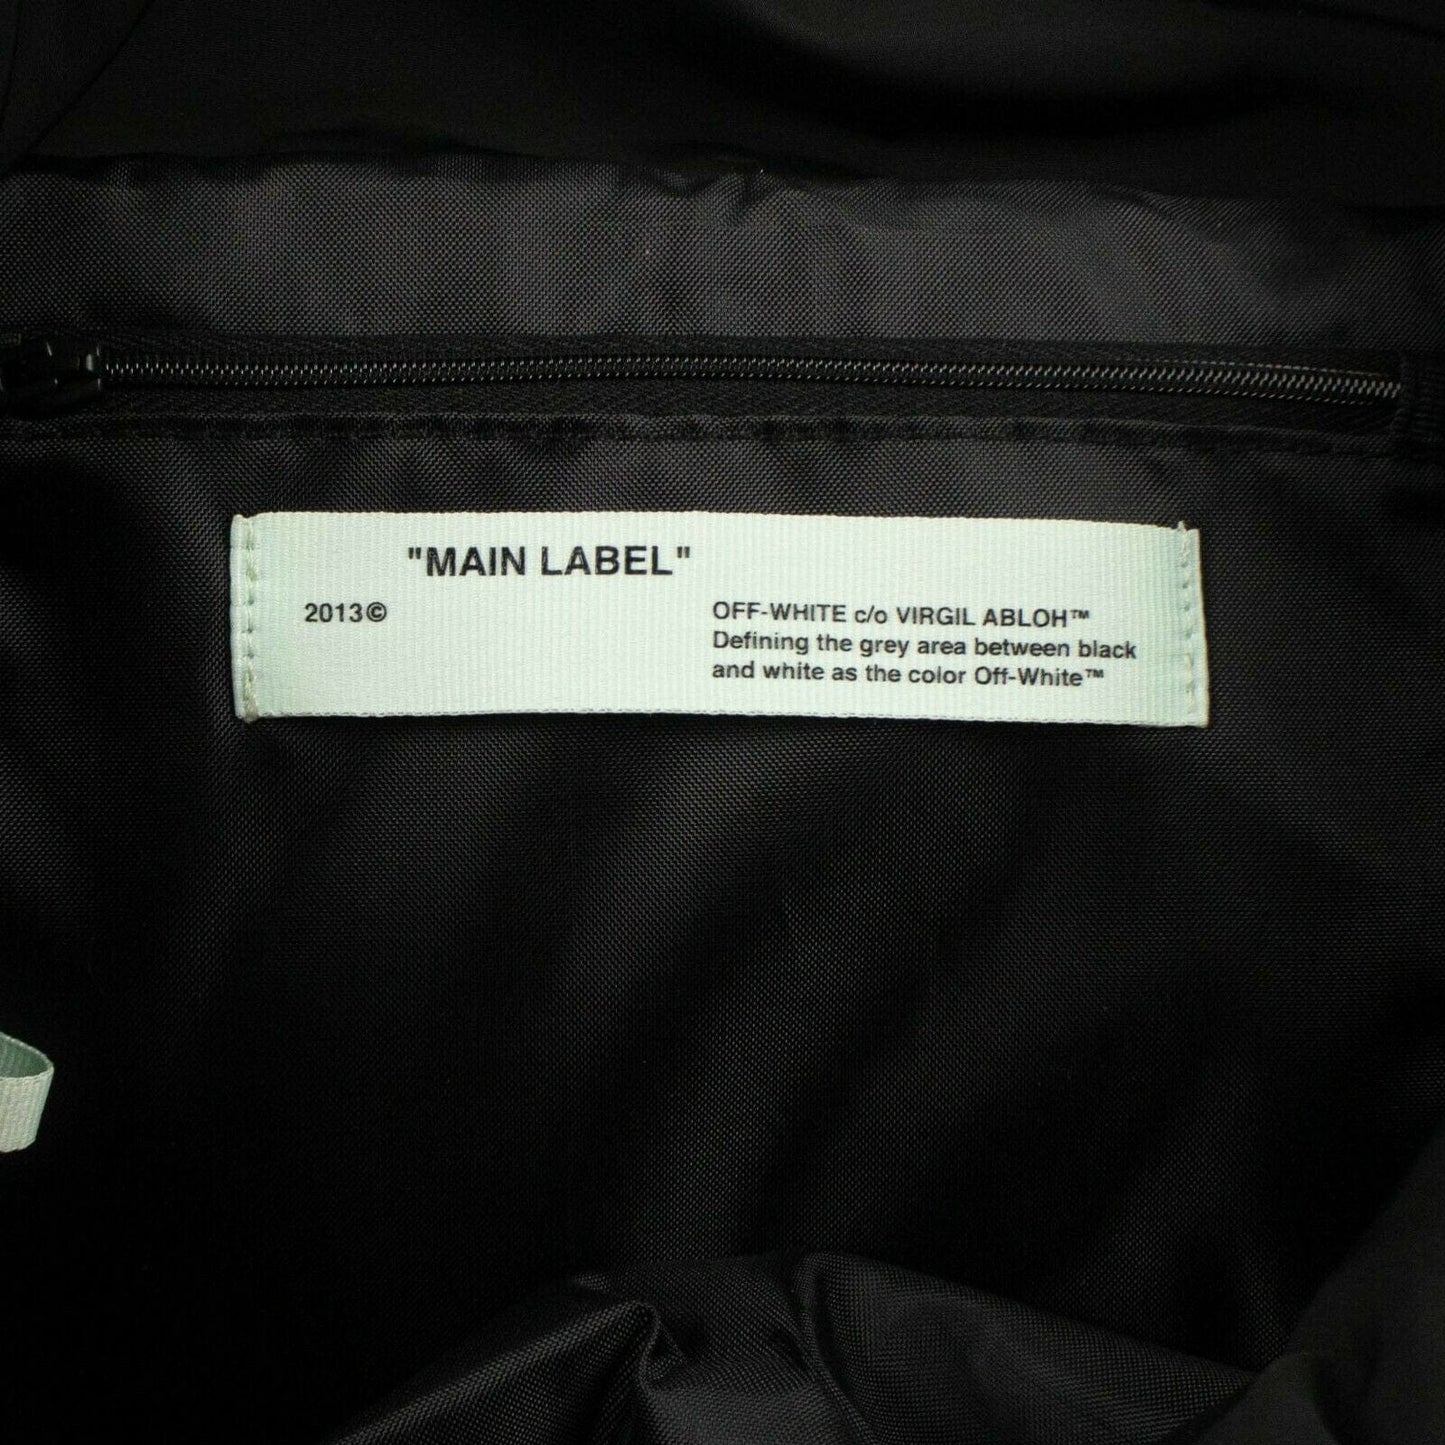 "MAIN LABEL"
2013©
OFF-WHITE c/o VIRGIL ABLOH™
Defining the grey area between black
and white as the color Off-White™